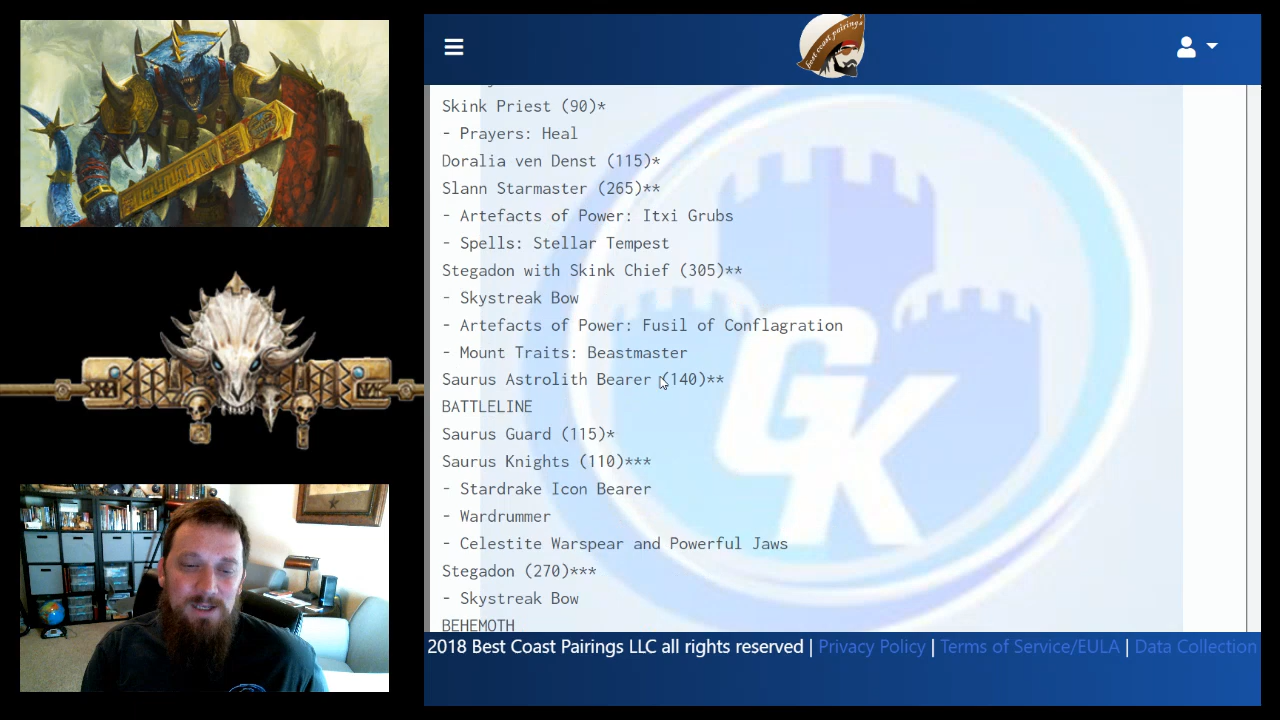 best coast pairings
Skink Priest (90)*
- Prayers: Heal
Doralia ven Denst (115)*
Slann Starmaster (265)**
- Artefacts of Power: Itxi Grubs
- Spells: Stellar Tempest
Stegadon with Skink Chief (305)**
- Skystreak Bow
- Artefacts of Power: Fusil of Conflagration
- Mount Traits: Beastmaster
Saurus Astrolith Bearer (140)**
BATTLELINE
Saurus Guard (115)*
Saurus Knights (110)***
- Stardrake Icon Bearer
- Wardrummer
- Celestite Warspear and Powerful Jaws
Stegadon (270)***
- Skystreak Bow
BEHEMOTH
GK
2018 Best Coast Pairings LLC all rights reserved | Privacy Policy | Terms of Service/EULA | Data Collection